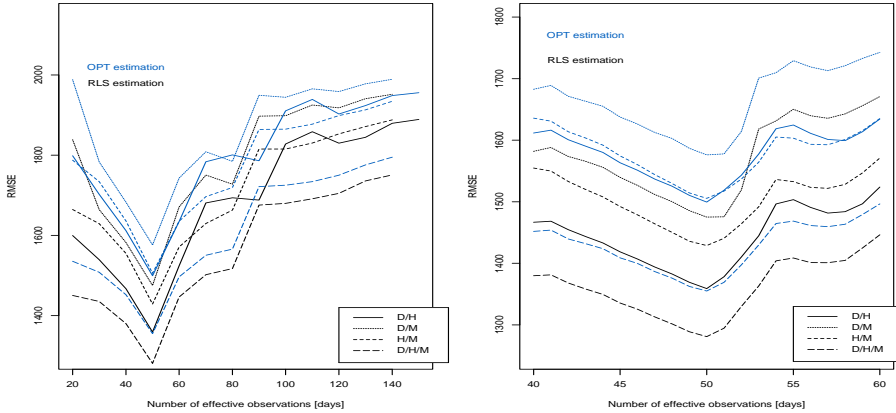 OPT estimation
RLS estimation
RMSE
2000
1800
1600
1400
D/H
D/M
H/M
D/H/M
20 40 60 80 100 120 140
Number of effective observations [days]
OPT estimation
RLS estimation
RMSE
1800
1700
1600
1500
1400
1300
D/H
D/M
H/M
D/H/M
40 45 50 55 60
Number of effective observations [days]